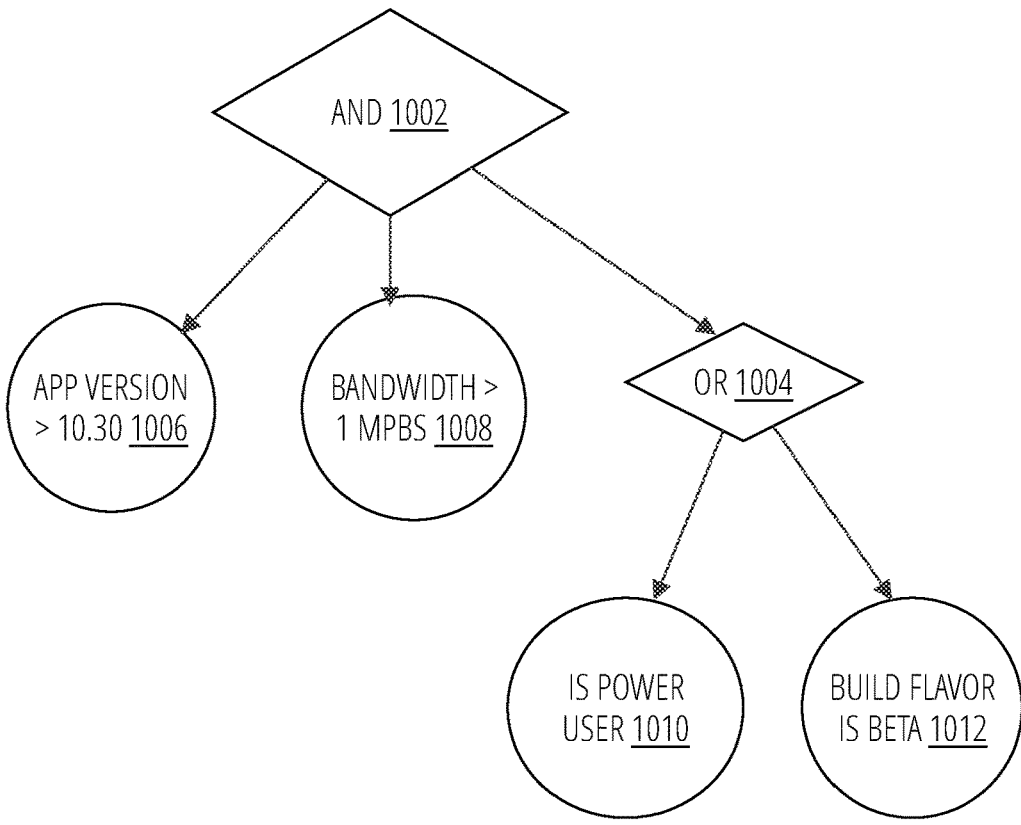 AND 1002
APP VERSION
> 10.30 1006
BANDWIDTH >
1 MPBS 1008
OR 1004
IS POWER
USER 1010
BUILD FLAVOR
IS BETA 1012